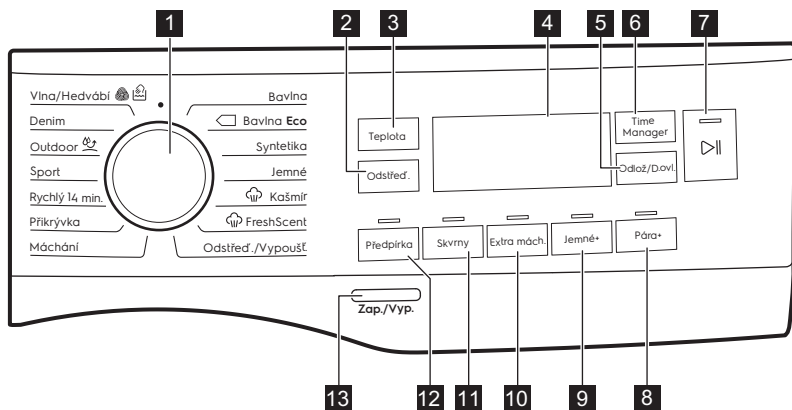 1
2
3
4
5
6
7
Vlna/Hedvábí
Denim
Outdoor
Sport
Rychlý 14 min.
Přikrývka
Máchání
Bavlna
Bavlna Eco
Syntetika
Jemné
Kašmír
FreshScent
Odstřeď./Vypoušť.
Teplota
Odstřeď.
Time
Manager
Odlož/D.ovl.
Předpírka
Skvrny
Extra mách.
Jemné+
Pára+
Zap./Vyp.
13
12
11
10
9
8